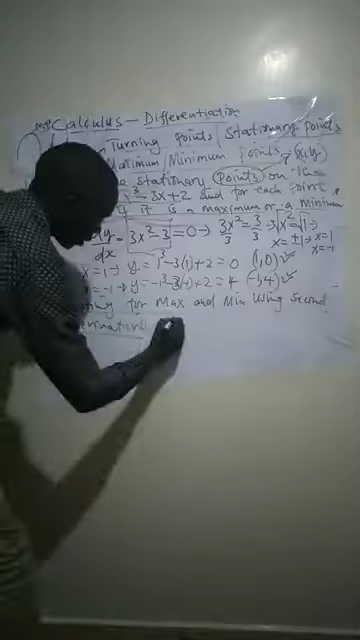 Calculus - Differentiation
Turning Points / Stationary Points
Maximum / Minimum Points → (x, y)
stationary (Points) on the
x³ - 3x + 2 and for each point
if it is a maximum or a minimum
dy/dx = 3x² - 3 = 0 → 3x²/3 = 3/3 → √x² = √1 →
x = ±1 → x = 1
x = -1
x = 1 → y = 1³ - 3(1) + 2 = 0 (1, 0) ✓
x = -1 → y = -1³ - 3(-1) + 2 = 4 (-1, 4) ✓
for Max and Min Using Second